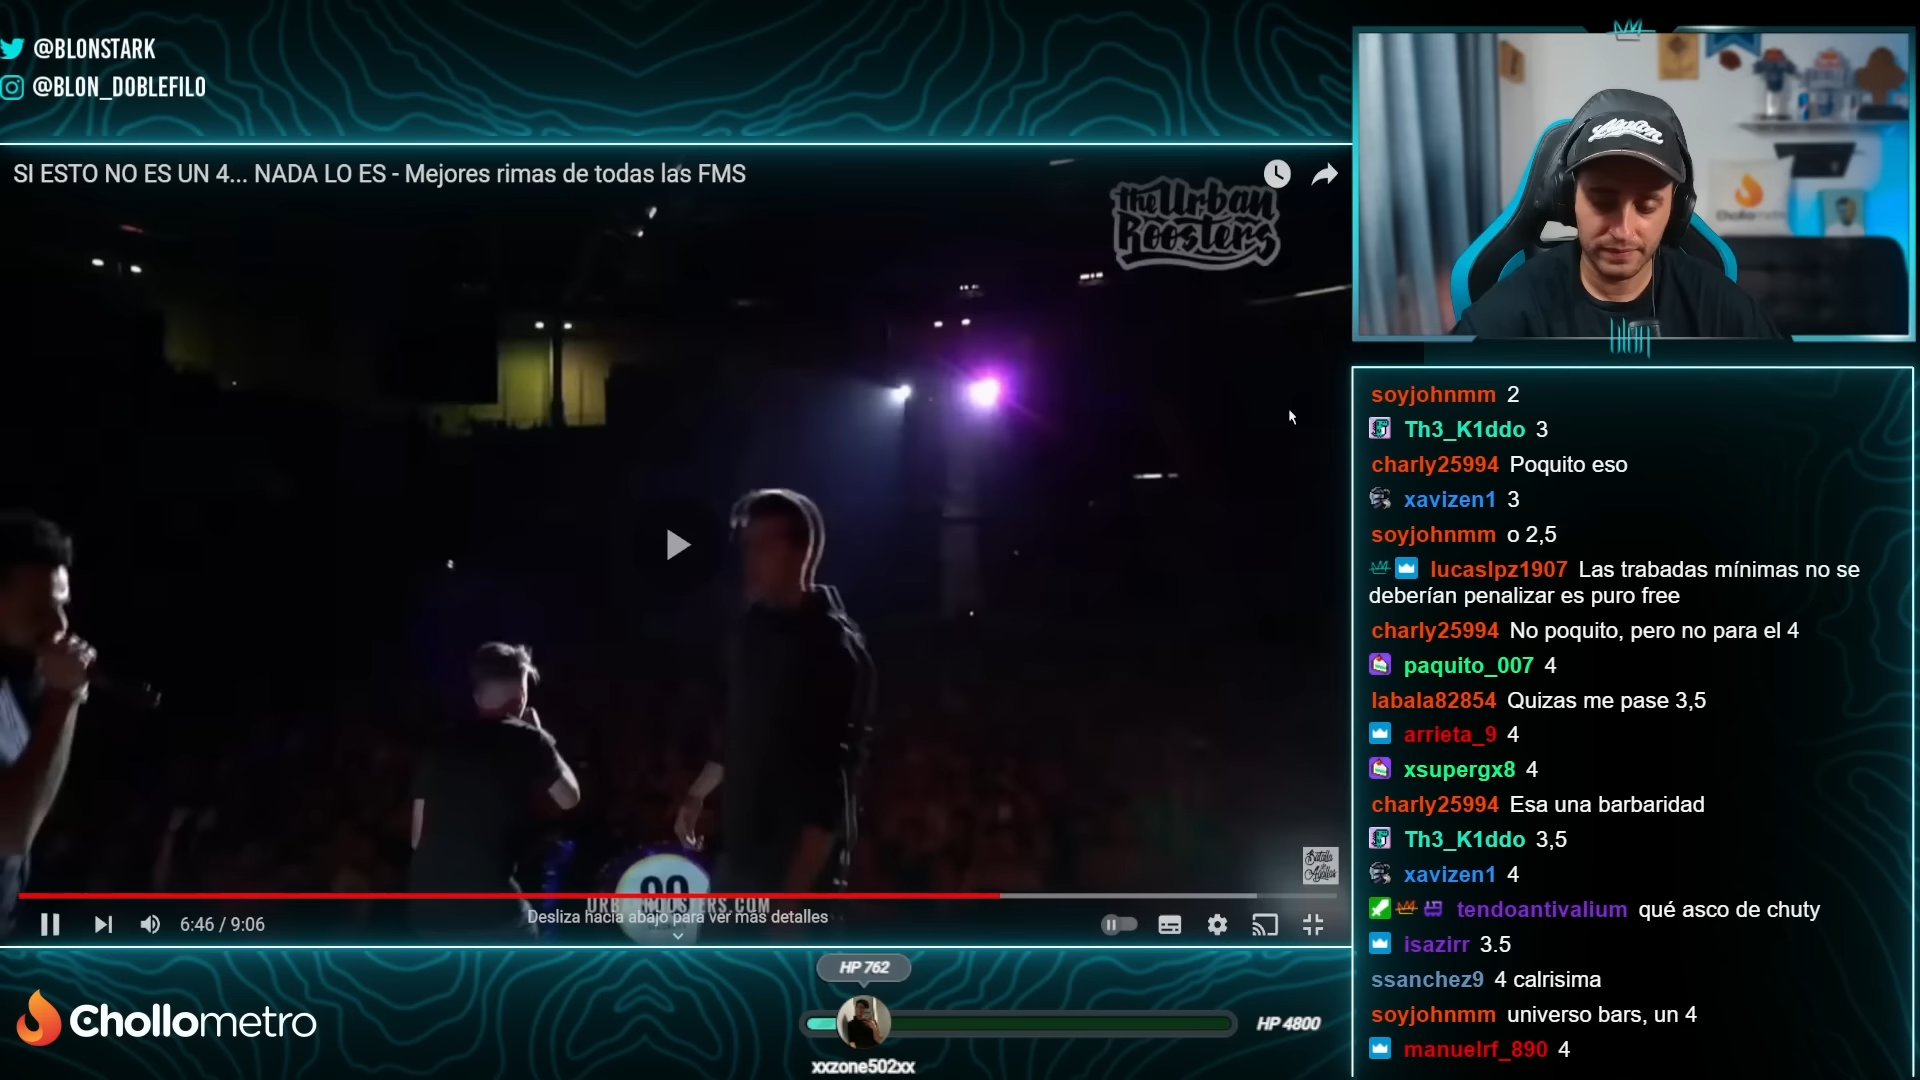 @BLONSTARK
@BLON_DOBLEFILO
SI ESTO NO ES UN 4... NADA LO ES - Mejores rimas de todas las FMS
the Urban
Roosters
URBANROOSTERS.COM
Desliza hacia abajo para ver más detalles
6:46 / 9:06
HP 762
HP 4800
xxzone502xx
Chollometro
soyjohnmm 2
Th3_K1ddo 3
charly25994 Poquito eso
xavizen1 3
soyjohnmm o 2,5
lucaslpz1907 Las trabadas mínimas no se
deberían penalizar es puro free
charly25994 No poquito, pero no para el 4
paquito_007 4
labala82854 Quizas me pase 3,5
arrieta_9 4
xsupergx8 4
charly25994 Esa una barbaridad
Th3_K1ddo 3,5
xavizen1 4
tendoantivalium qué asco de chuty
isazirr 3.5
ssanchez9 4 calrisima
soyjohnmm universo bars, un 4
manuelrf_890 4